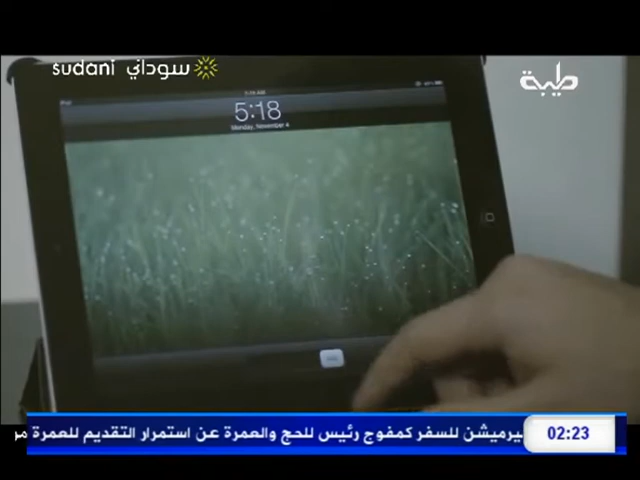 sudani سوداني
طيبة
5:18
Monday, November 4
يرميشن للسفر كمفوج رئيس للحج والعمرة عن استمرار التقديم للعمرة
02:23